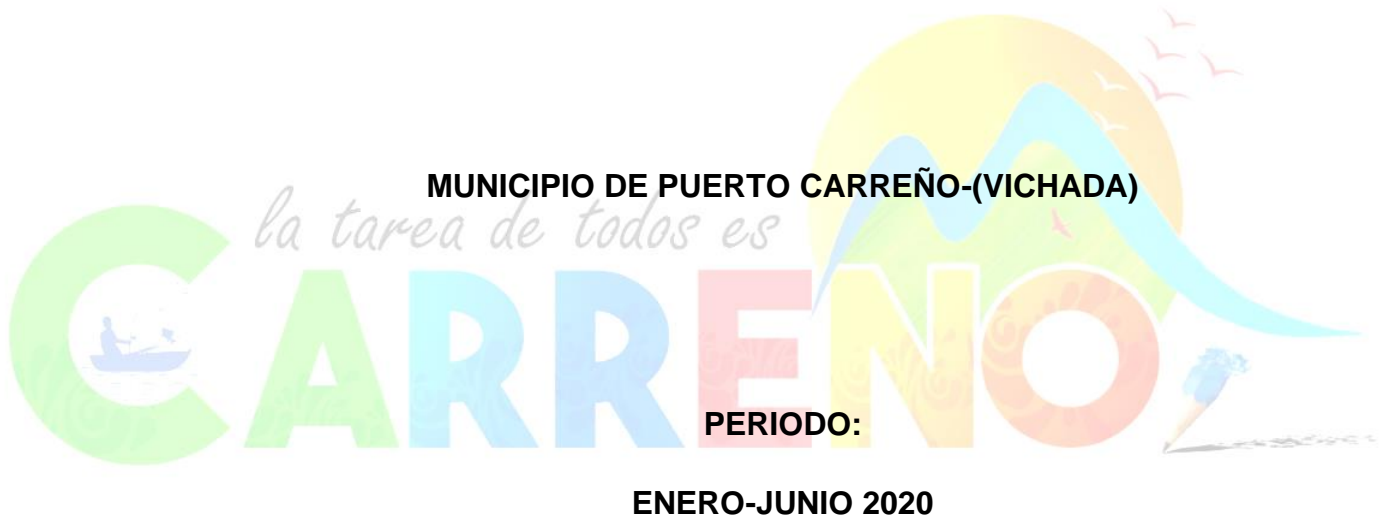 MUNICIPIO DE PUERTO CARREÑO-(VICHADA)
la tarea de todos es
CARREÑO
PERIODO:
ENERO-JUNIO 2020